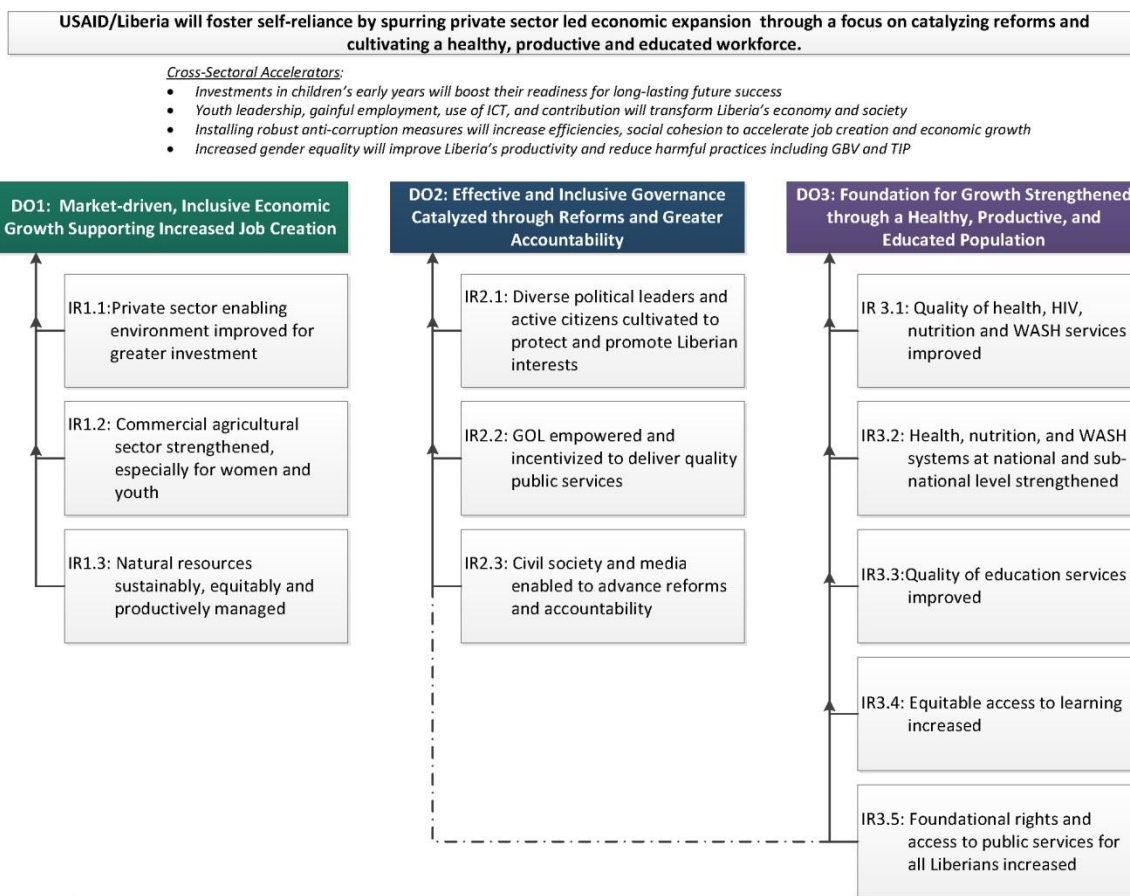 USAID/Liberia will foster self-reliance by spurring private sector led economic expansion through a focus on catalyzing reforms and
cultivating a healthy, productive and educated workforce.
Cross-Sectoral Accelerators:
• Investments in children's early years will boost their readiness for long-lasting future success
• Youth leadership, gainful employment, use of ICT, and contribution will transform Liberia's economy and society
• Installing robust anti-corruption measures will increase efficiencies, social cohesion to accelerate job creation and economic growth
• Increased gender equality will improve Liberia's productivity and reduce harmful practices including GBV and TIP
DO1: Market-driven, Inclusive Economic
Growth Supporting Increased Job Creation
IR1.1:Private sector enabling
environment improved for
greater investment
IR1.2: Commercial agricultural
sector strengthened,
especially for women and
youth
IR1.3: Natural resources
sustainably, equitably and
productively managed
DO2: Effective and Inclusive Governance
Catalyzed through Reforms and Greater
Accountability
IR2.1: Diverse political leaders and
active citizens cultivated to
protect and promote Liberian
interests
IR2.2: GOL empowered and
incentivized to deliver quality
public services
IR2.3: Civil society and media
enabled to advance reforms
and accountability
DO3: Foundation for Growth Strengthened
through a Healthy, Productive, and
Educated Population
IR 3.1: Quality of health, HIV,
nutrition and WASH services
improved
IR3.2: Health, nutrition, and WASH
systems at national and sub-
national level strengthened
IR3.3:Quality of education services
improved
IR3.4: Equitable access to learning
increased
IR3.5: Foundational rights and
access to public services for
all Liberians increased